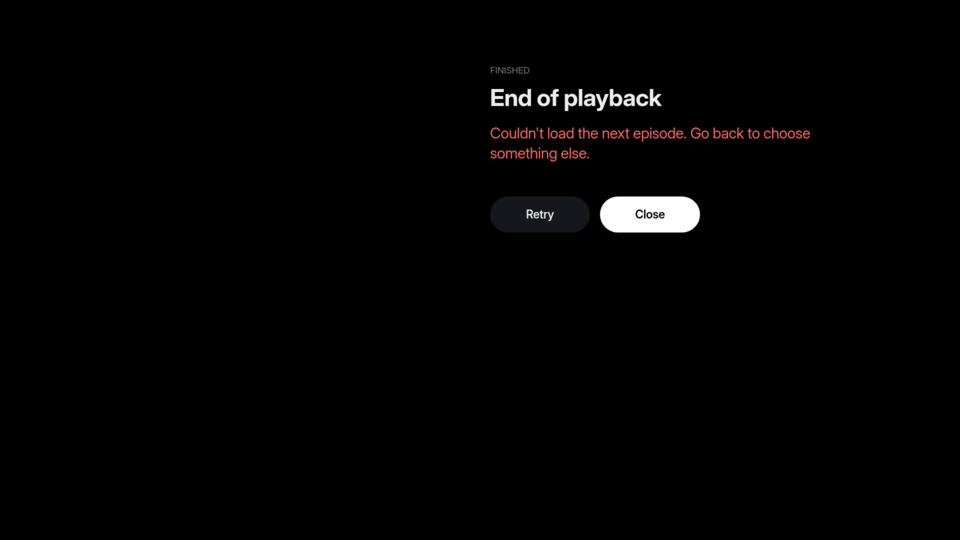 FINISHED
End of playback
Couldn't load the next episode. Go back to choose
something else.
Retry
Close